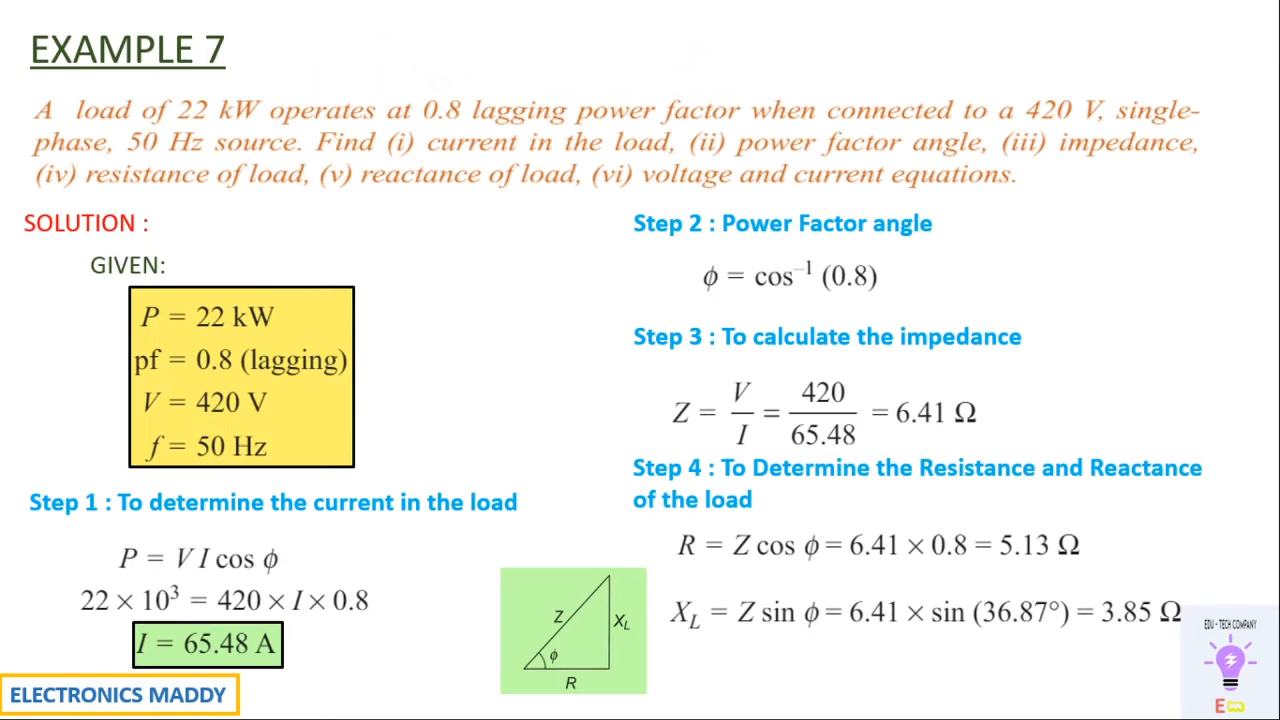 EXAMPLE 7
A load of 22 kW operates at 0.8 lagging power factor when connected to a 420 V, single-
phase, 50 Hz source. Find (i) current in the load, (ii) power factor angle, (iii) impedance,
(iv) resistance of load, (v) reactance of load, (vi) voltage and current equations.
SOLUTION :
GIVEN:
P = 22 kW
pf = 0.8 (lagging)
V = 420 V
f = 50 Hz
Step 1 : To determine the current in the load
P = V I cos ϕ
22 × 10³ = 420 × I × 0.8
I = 65.48 A
ELECTRONICS MADDY
Z
X_L
ϕ
R
Step 2 : Power Factor angle
ϕ = cos⁻¹ (0.8)
Step 3 : To calculate the impedance
Z = V/I = 420/65.48 = 6.41 Ω
Step 4 : To Determine the Resistance and Reactance
of the load
R = Z cos ϕ = 6.41 × 0.8 = 5.13 Ω
X_L = Z sin ϕ = 6.41 × sin (36.87°) = 3.85 Ω
EDU - TECH COMPANY
E